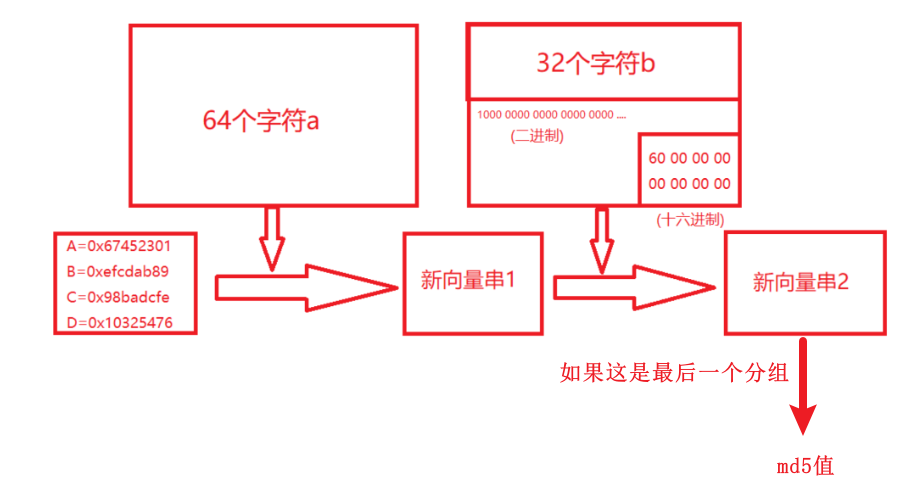 64个字符a
32个字符b
1000 0000 0000 0000 0000 ....
(二进制)
60 00 00 00
00 00 00 00
(十六进制)
A=0x67452301
B=0xefcdab89
C=0x98badcfe
D=0x10325476
新向量串1
新向量串2
如果这是最后一个分组
md5值